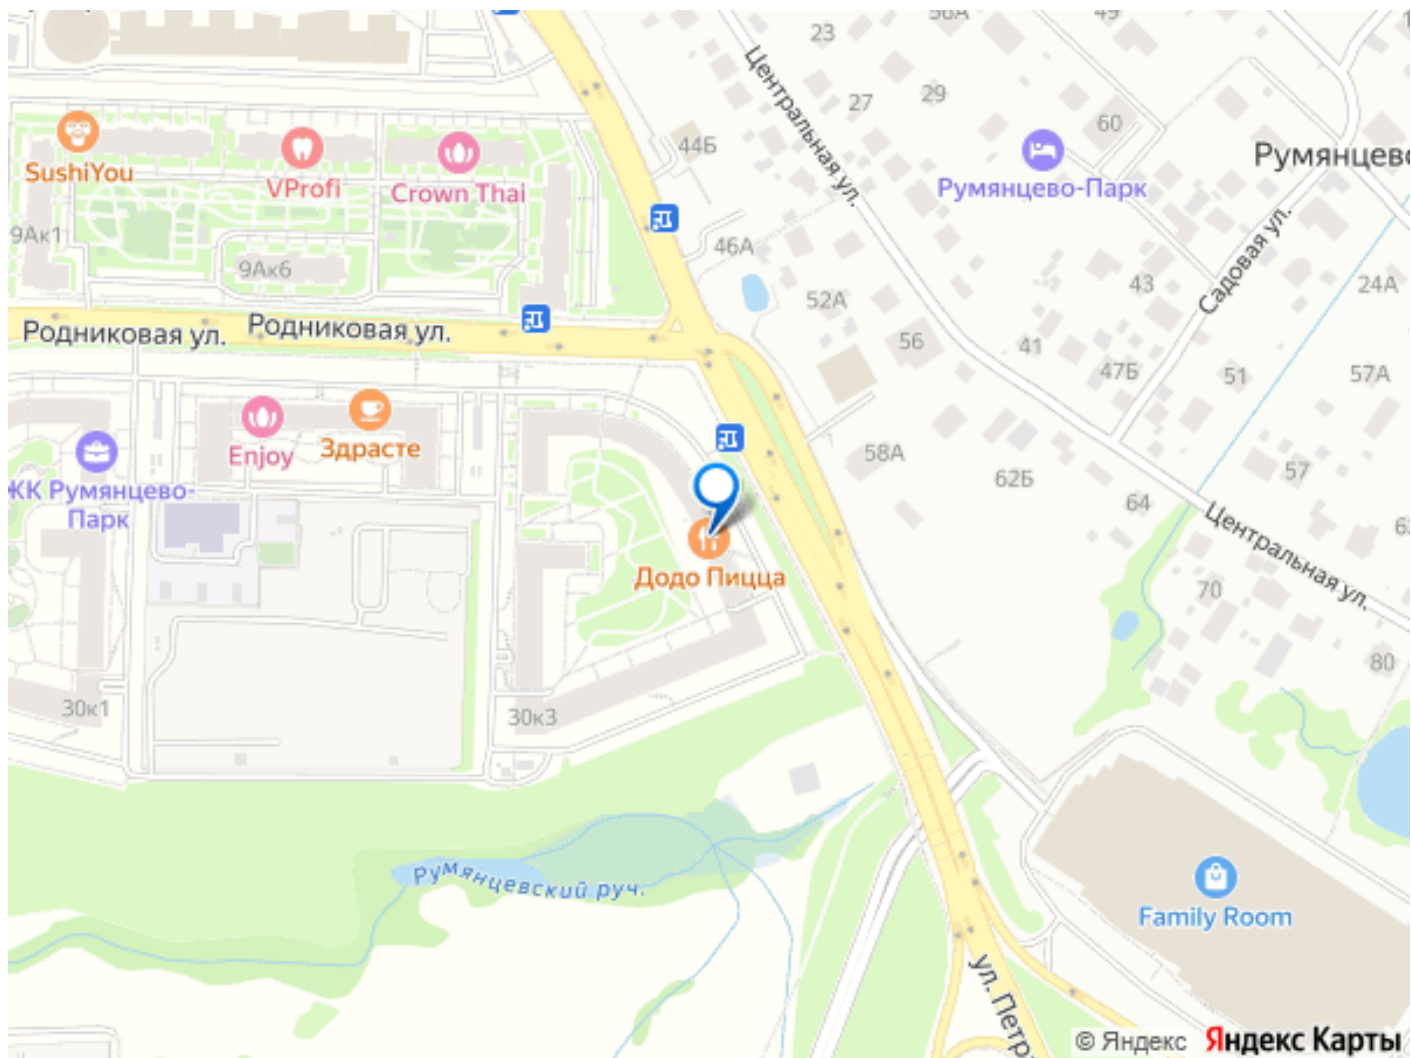 23
49
Центральная ул.
27
29
60
SushiYou
VProfi
Crown Thai
44Б
Румянцево-Парк
9Ак1
9Ак6
46А
Садовая ул.
43
24А
52А
Родниковая ул.
Родниковая ул.
56
41
47Б
51
57А
Enjoy
Здрасте
58А
62Б
57
64
ЖК Румянцево-
Парк
Центральная ул.
Додо Пицца
70
80
30к1
30к3
Румянцевский руч.
Family Room
© Яндекс Яндекс Карты